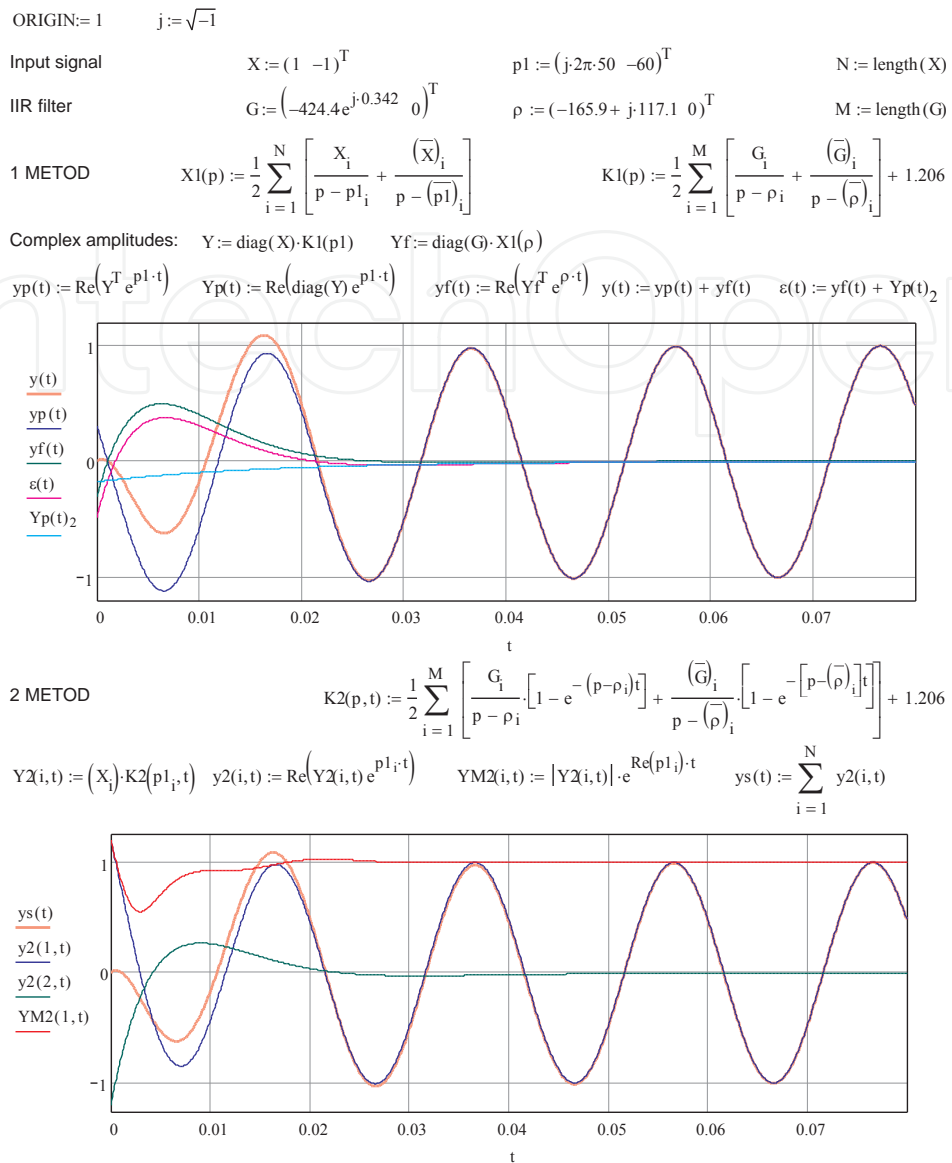 ORIGIN:= 1 j := √−1
Input signal X := (1 −1)^T p1 := (j·2π·50 −60)^T N := length(X)
IIR filter G := (−424.4e^{j·0.342} 0)^T ρ := (−165.9+ j·117.1 0)^T M := length(G)
1 METOD X1(p) := 1/2 ∑_{i = 1}^{N} [X_i/(p − p1_i) + (X̅)_i/(p − (p1̅)_i)] K1(p) := 1/2 ∑_{i = 1}^{M} [G_i/(p − ρ_i) + (G̅)_i/(p − (ρ̅)_i)] + 1.206
Complex amplitudes: Y := diag(X)·K1(p1) Yf := diag(G)·X1(ρ)
yp(t) := Re(Y^T e^{p1·t}) Yp(t) := Re(diag(Y) e^{p1·t}) yf(t) := Re(Yf^T e^{ρ·t}) y(t) := yp(t) + yf(t) ε(t) := yf(t) + Yp(t)_2
1
y(t)
yp(t)
yf(t)
0
ε(t)
Yp(t)_2
−1
0 0.01 0.02 0.03 0.04 0.05 0.06 0.07
t
2 METOD K2(p,t) := 1/2 ∑_{i = 1}^{M} [G_i/(p − ρ_i)·[1 − e^{−(p−ρ_i)t}] + (G̅)_i/(p − (ρ̅)_i)·[1 − e^{−[p−(ρ̅)_i]t}]] + 1.206
Y2(i,t) := (X_i)·K2(p1_i,t) y2(i,t) := Re(Y2(i,t) e^{p1_i·t}) YM2(i,t) := |Y2(i,t)|·e^{Re(p1_i)·t} ys(t) := ∑_{i = 1}^{N} y2(i,t)
1
ys(t)
y2(1,t)
0
y2(2,t)
YM2(1,t)
−1
0 0.01 0.02 0.03 0.04 0.05 0.06 0.07
t
intechOpen